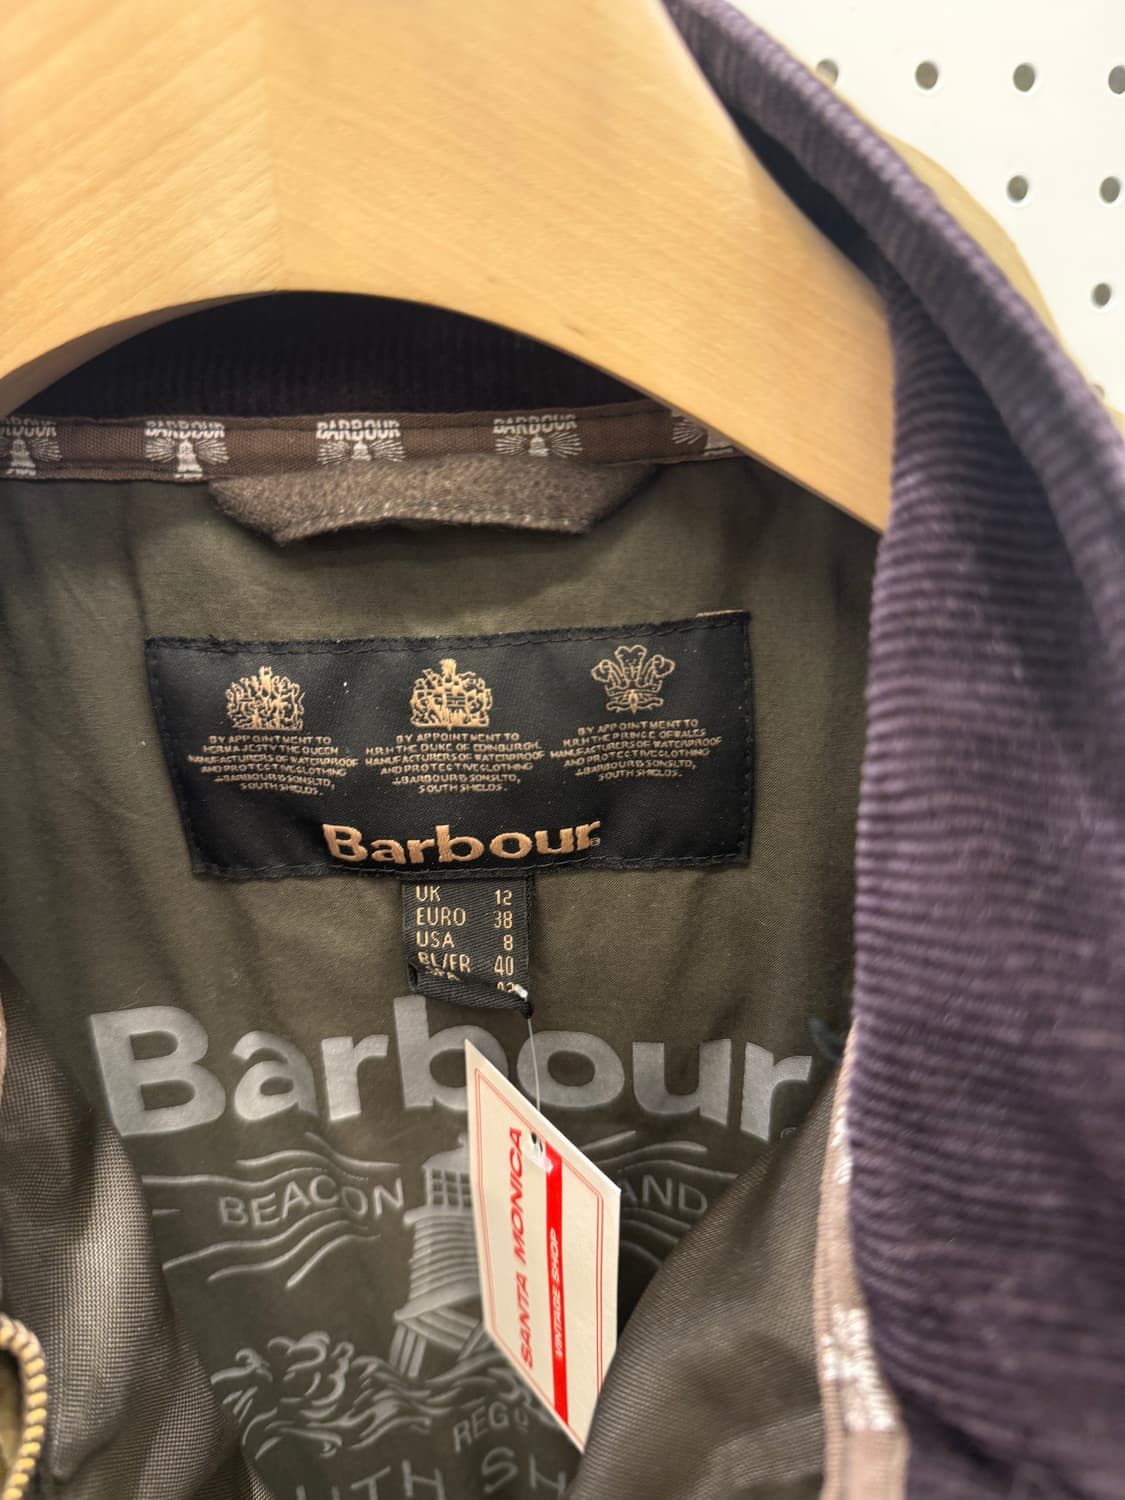 BARBOUR
BARBOUR
BARBOUR
BARBOUR
BY APPOINTMENT TO
HER MAJESTY THE QUEEN
MANUFACTURERS OF WATERPROOF
AND PROTECTIVE CLOTHING
J.BARBOUR & SONS LTD,
SOUTH SHIELDS.
BY APPOINTMENT TO
H.R.H THE DUKE OF EDINBURGH.
MANUFACTURERS OF WATERPROOF
AND PROTECTIVE CLOTHING
J.BARBOUR & SONS LTD,
SOUTH SHIELDS.
BY APPOINTMENT TO
H.R.H THE PRINCE OF WALES
MANUFACTURERS OF WATERPROOF
AND PROTECTIVE CLOTHING
J.BARBOUR & SONS LTD,
SOUTH SHIELDS.
Barbour®
UK 12
EURO 38
USA 8
BL/FR 40
Barbour
BEACON
SANTA MONICA
VINTAGE SHOP